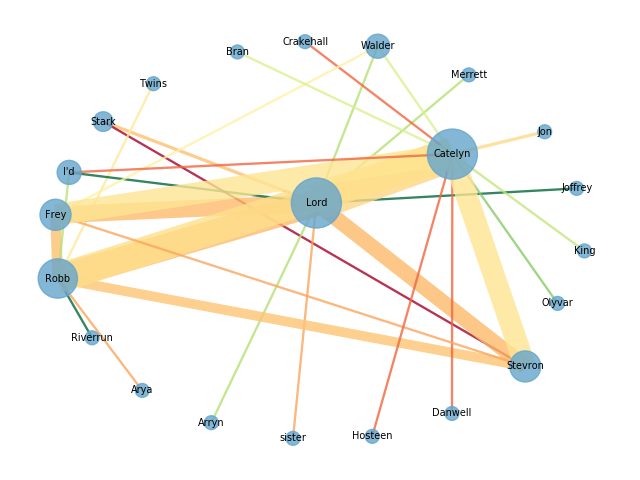 Crakehall
Walder
Bran
Merrett
Twins
Stark
Jon
Catelyn
I'd
Joffrey
Lord
Frey
King
Robb
Olyvar
Riverrun
Stevron
Arya
Danwell
Arryn
Hosteen
sister